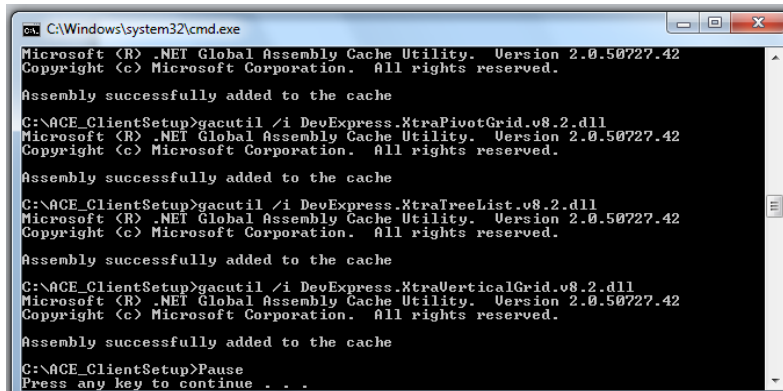 C:\Windows\system32\cmd.exe
Microsoft (R) .NET Global Assembly Cache Utility.  Version 2.0.50727.42
Copyright (c) Microsoft Corporation.  All rights reserved.
Assembly successfully added to the cache
C:\ACE_ClientSetup>gacutil /i DevExpress.XtraPivotGrid.v8.2.dll
Microsoft (R) .NET Global Assembly Cache Utility.  Version 2.0.50727.42
Copyright (c) Microsoft Corporation.  All rights reserved.
Assembly successfully added to the cache
C:\ACE_ClientSetup>gacutil /i DevExpress.XtraTreeList.v8.2.dll
Microsoft (R) .NET Global Assembly Cache Utility.  Version 2.0.50727.42
Copyright (c) Microsoft Corporation.  All rights reserved.
Assembly successfully added to the cache
C:\ACE_ClientSetup>gacutil /i DevExpress.XtraVerticalGrid.v8.2.dll
Microsoft (R) .NET Global Assembly Cache Utility.  Version 2.0.50727.42
Copyright (c) Microsoft Corporation.  All rights reserved.
Assembly successfully added to the cache
C:\ACE_ClientSetup>Pause
Press any key to continue . . .